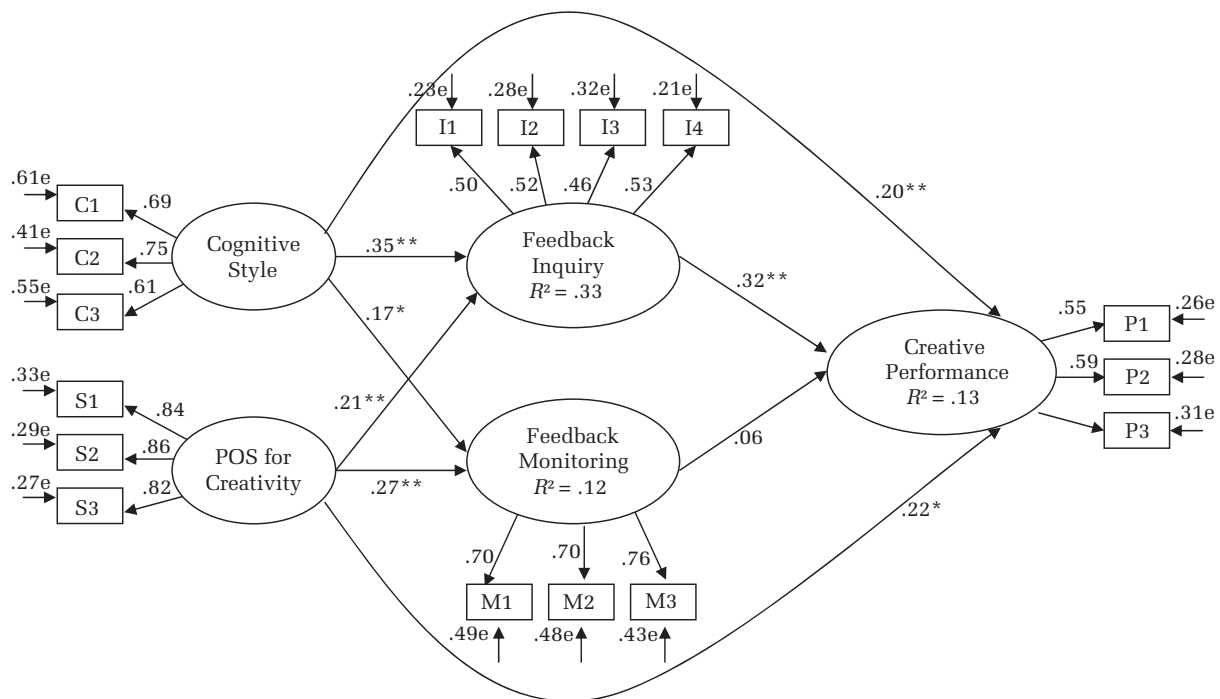 .23e
.28e
.32e
.21e
I1
I2
I3
I4
.50
.52
.46
.53
.20**
.61e
C1
.69
.41e
C2
.75
.55e
C3
.61
Cognitive
Style
.35**
Feedback
Inquiry
R² = .33
.32**
.17*
.33e
S1
.84
.29e
S2
.86
.27e
S3
.82
POS for
Creativity
.21**
.27**
Feedback
Monitoring
R² = .12
.06
Creative
Performance
R² = .13
.55
P1
.26e
.59
P2
.28e
P3
.31e
.22*
.70
.70
.76
M1
M2
M3
.49e
.48e
.43e